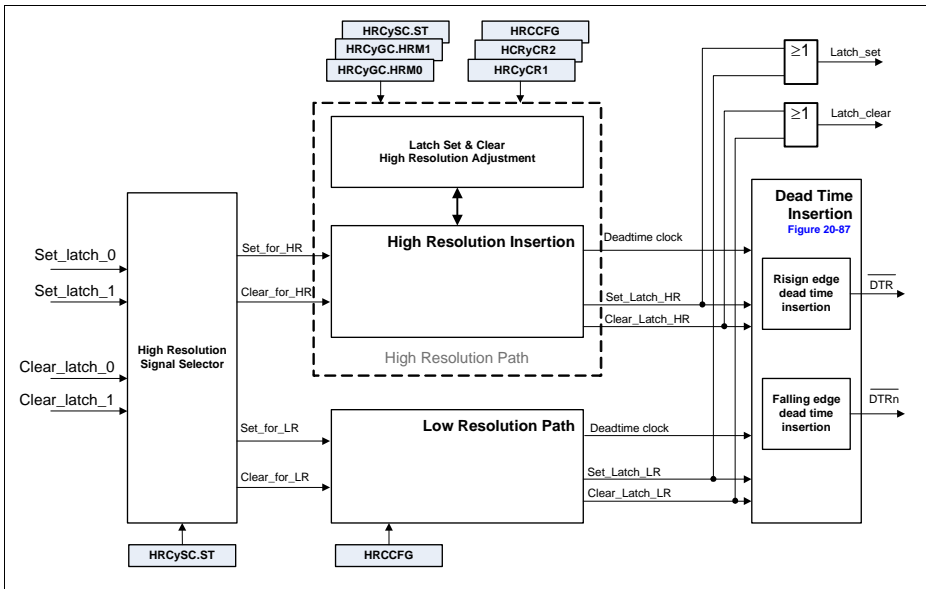 HRCySC.ST
HRCyGC.HRM1
HRCyGC.HRM0
HRCCFG
HCRyCR2
HRCyCR1
≥1
Latch_set
≥1
Latch_clear
Latch Set & Clear
High Resolution Adjustment
Set_latch_0
Set_latch_1
Clear_latch_0
Clear_latch_1
High Resolution
Signal Selector
Set_for_HR
Clear_for_HR
High Resolution Insertion
High Resolution Path
Deadtime clock
Set_Latch_HR
Clear_Latch_HR
Dead Time
Insertion
Figure 20-87
Risign edge
dead time
insertion
DTR
Falling edge
dead time
insertion
DTRn
Set_for_LR
Clear_for_LR
Low Resolution Path
Deadtime clock
Set_Latch_LR
Clear_Latch_LR
HRCySC.ST
HRCCFG